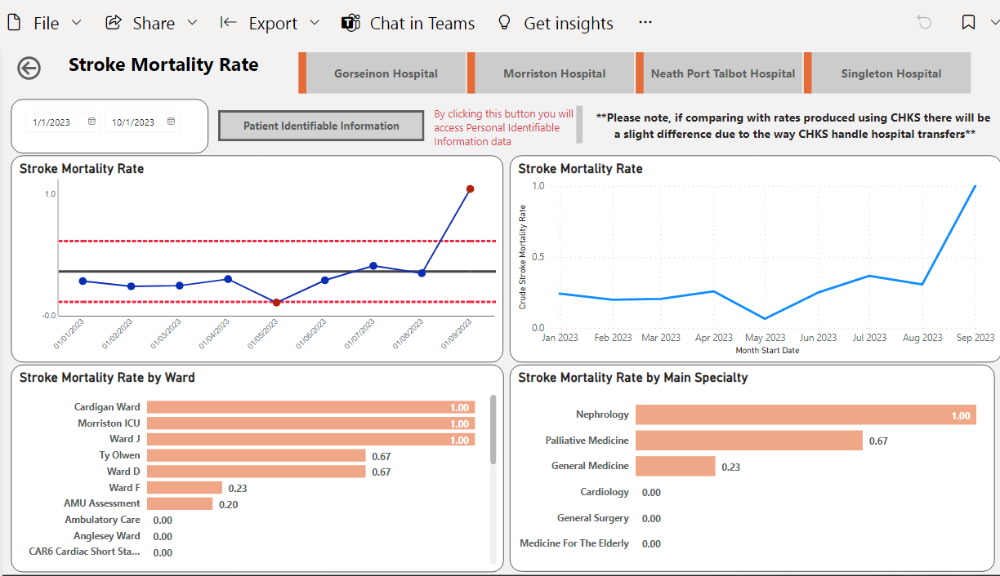 File
Share
Export
Chat in Teams
Get insights
...
Stroke Mortality Rate
Gorseinon Hospital
Morriston Hospital
Neath Port Talbot Hospital
Singleton Hospital
1/1/2023
10/1/2023
Patient Identifiable Information
By clicking this button you will
access Personal Identifiable
Information data
**Please note, if comparing with rates produced using CHKS there will be
a slight difference due to the way CHKS handle hospital transfers**
Stroke Mortality Rate
1.0
-0.0
01/01/2023
01/02/2023
01/03/2023
01/04/2023
01/05/2023
01/06/2023
01/07/2023
01/08/2023
01/09/2023
Stroke Mortality Rate
Crude Stroke Mortality Rate
1.0
0.5
0.0
Jan 2023
Feb 2023
Mar 2023
Apr 2023
May 2023
Jun 2023
Jul 2023
Aug 2023
Sep 2023
Month Start Date
Stroke Mortality Rate by Ward
Cardigan Ward 1.00
Morriston ICU 1.00
Ward J 1.00
Ty Olwen 0.67
Ward D 0.67
Ward F 0.23
AMU Assessment 0.20
Ambulatory Care 0.00
Anglesey Ward 0.00
CAR6 Cardiac Short Sta... 0.00
Stroke Mortality Rate by Main Specialty
Nephrology 1.00
Palliative Medicine 0.67
General Medicine 0.23
Cardiology 0.00
General Surgery 0.00
Medicine For The Elderly 0.00